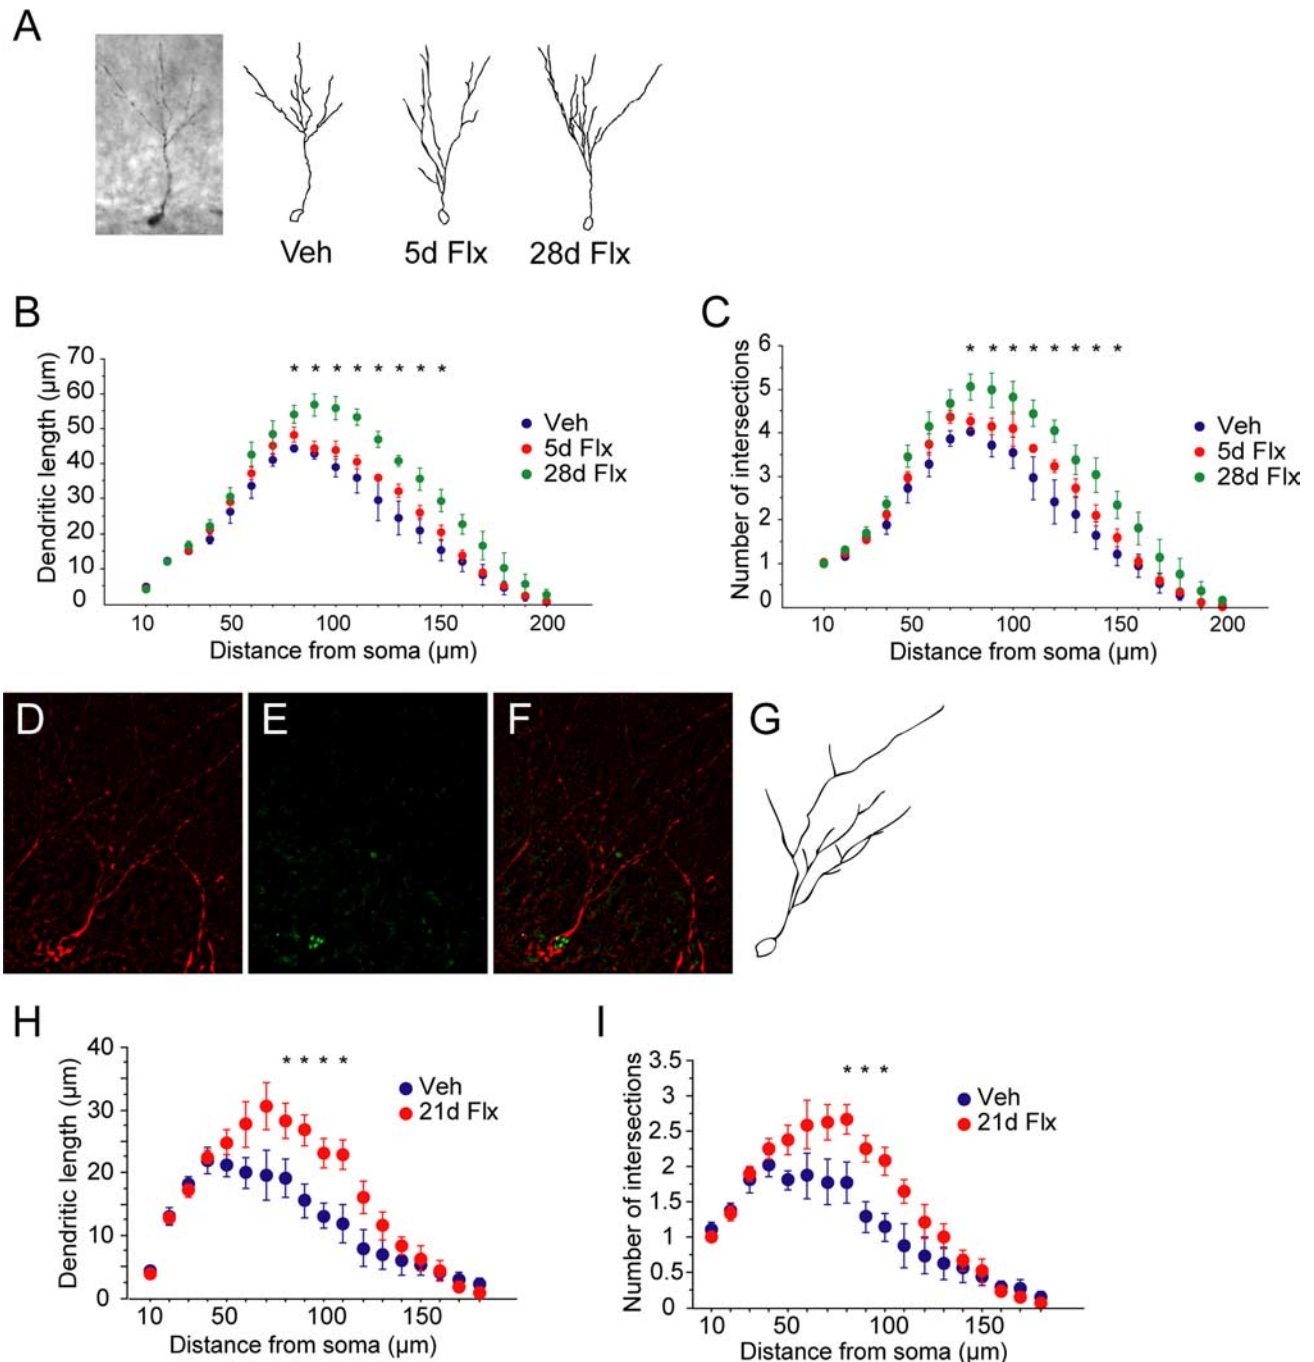 A
Veh
5d Flx
28d Flx
B
Dendritic length (µm)
70
60
50
40
30
20
10
0
* * * * * * * *
Veh
5d Flx
28d Flx
10
50
100
150
200
Distance from soma (µm)
C
Number of intersections
6
5
4
3
2
1
0
* * * * * * * *
Veh
5d Flx
28d Flx
10
50
100
150
200
Distance from soma (µm)
D
E
F
G
H
Dendritic length (µm)
40
30
20
10
0
* * * *
Veh
21d Flx
10
50
100
150
Distance from soma (µm)
I
Number of intersections
3.5
3
2.5
2
1.5
1
0.5
0
* * *
Veh
21d Flx
10
50
100
150
Distance from soma (µm)